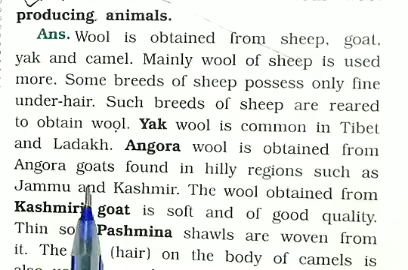 producing animals.
Ans. Wool is obtained from sheep, goat,
yak and camel. Mainly wool of sheep is used
more. Some breeds of sheep possess only fine
under-hair. Such breeds of sheep are reared
to obtain wool. Yak wool is common in Tibet
and Ladakh. Angora wool is obtained from
Angora goats found in hilly regions such as
Jammu and Kashmir. The wool obtained from
Kashmiri goat is soft and of good quality.
Thin so Pashmina shawls are woven from
it. The (hair) on the body of camels is